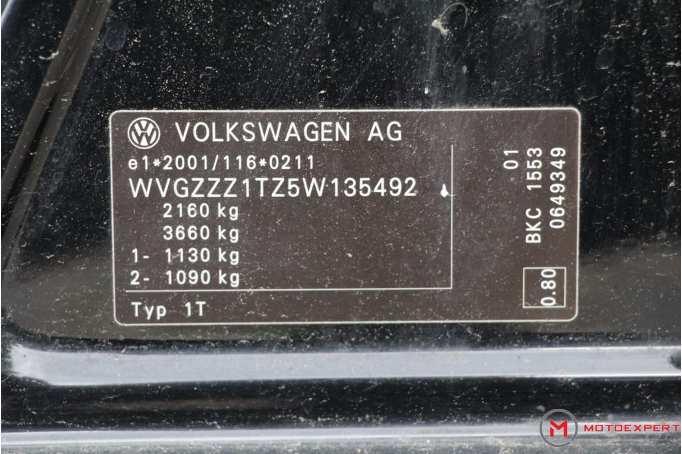 VOLKSWAGEN AG
e1*2001/116*0211
WVGZZZ1TZ5W135492
2160 kg
3660 kg
1- 1130 kg
2- 1090 kg
Typ 1T
01
BKC 1553
0649349
0.80
M MOTOEXPERT